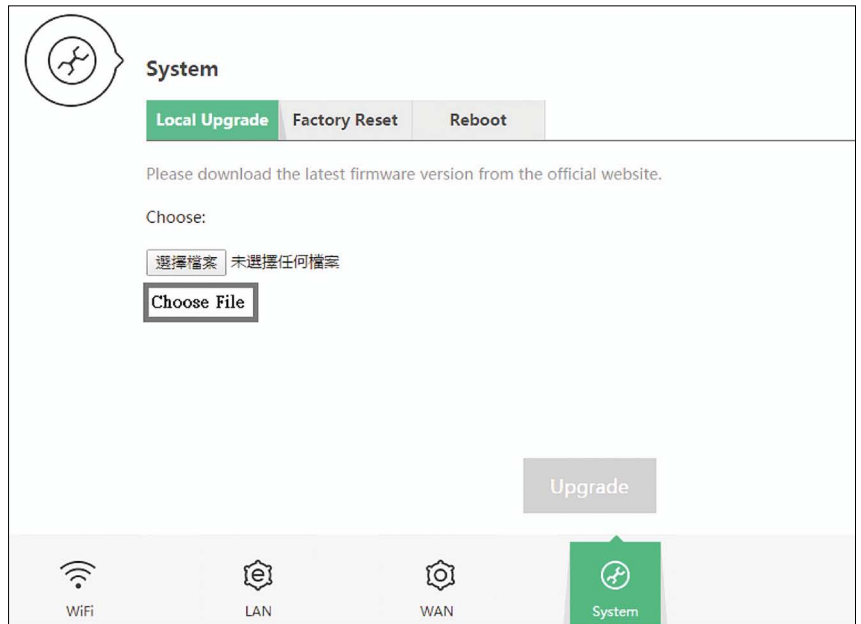 System
Local Upgrade Factory Reset Reboot
Please download the latest firmware version from the official website.
Choose:
選擇檔案 未選擇任何檔案
Choose File
Upgrade
WiFi LAN WAN System